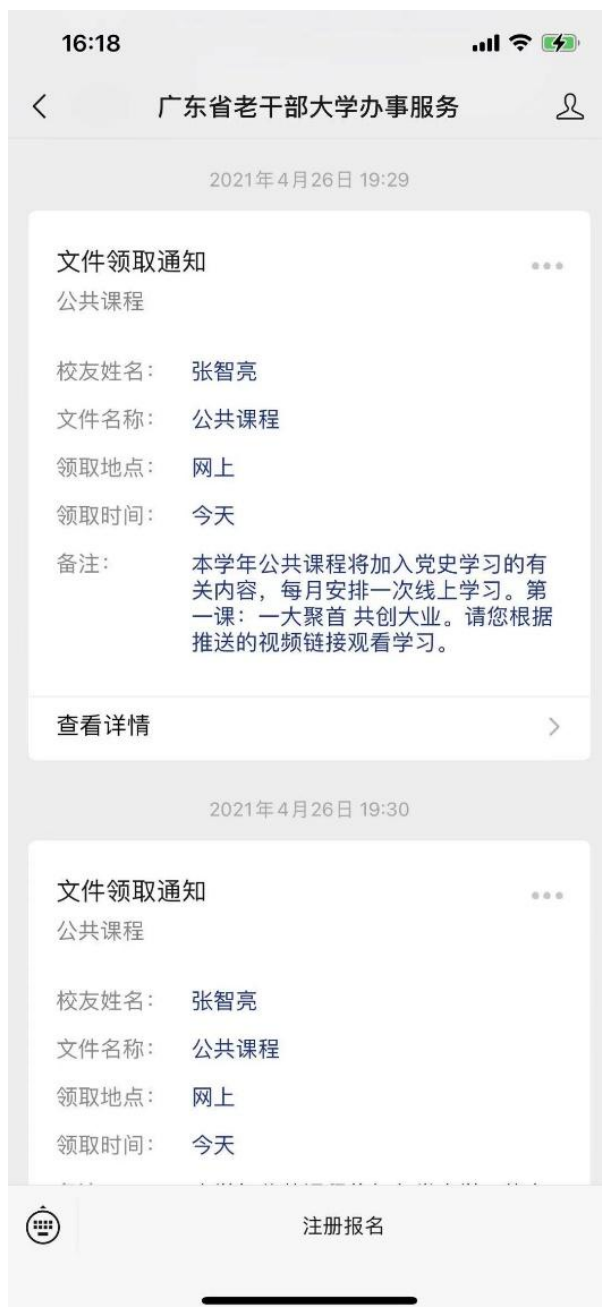 16:18
广东省老干部大学办事服务
2021年4月26日 19:29
文件领取通知
公共课程
校友姓名： 张智亮
文件名称： 公共课程
领取地点： 网上
领取时间： 今天
备注： 本学年公共课程将加入党史学习的有
关内容，每月安排一次线上学习。第
一课：一大聚首 共创大业。请您根据
推送的视频链接观看学习。
查看详情
2021年4月26日 19:30
文件领取通知
公共课程
校友姓名： 张智亮
文件名称： 公共课程
领取地点： 网上
领取时间： 今天
注册报名